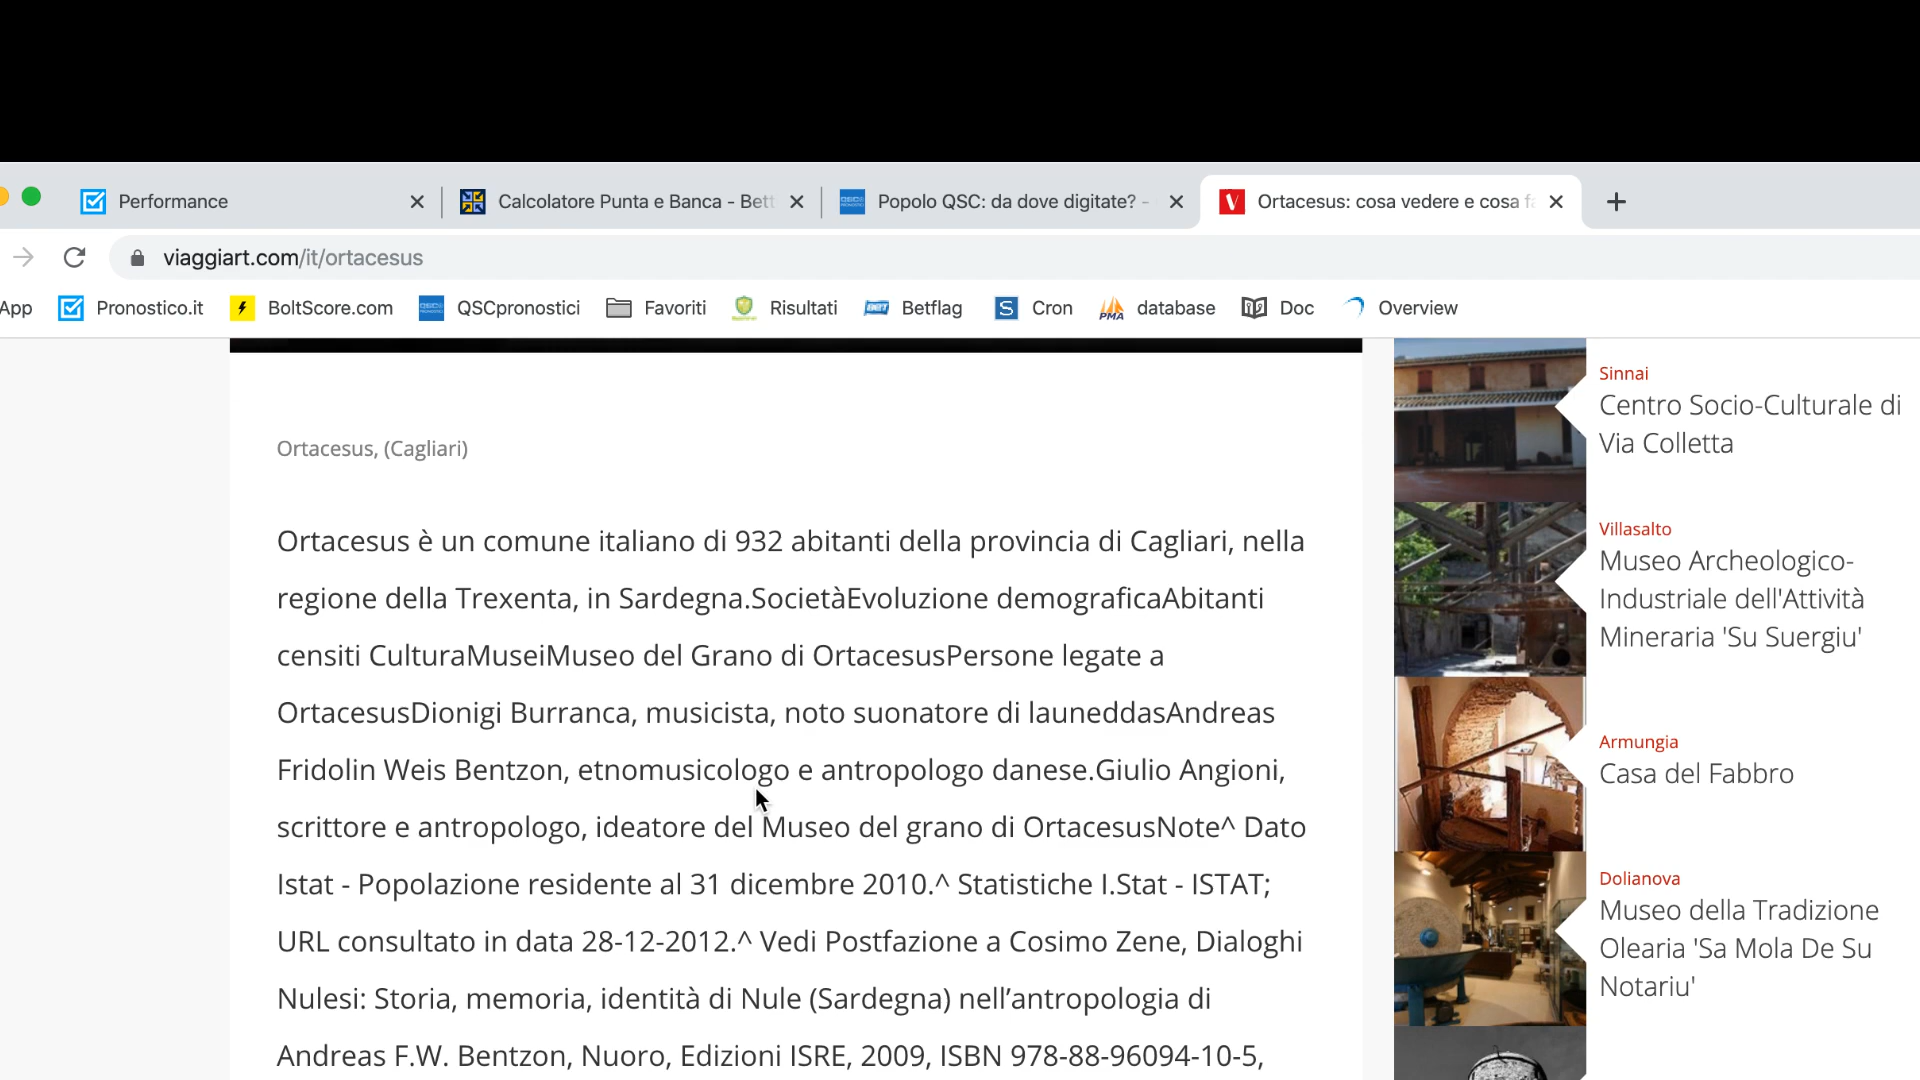 Performance
Calcolatore Punta e Banca - Bett
Popolo QSC: da dove digitate? -
Ortacesus: cosa vedere e cosa fa
viaggiart.com/it/ortacesus
App
Pronostico.it
BoltScore.com
QSCpronostici
Favoriti
Risultati
Betflag
Cron
database
Doc
Overview
Ortacesus, (Cagliari)
Ortacesus è un comune italiano di 932 abitanti della provincia di Cagliari, nella
regione della Trexenta, in Sardegna.SocietàEvoluzione demograficaAbitanti
censiti CulturaMuseiMuseo del Grano di OrtacesusPersone legate a
OrtacesusDionigi Burranca, musicista, noto suonatore di launeddasAndreas
Fridolin Weis Bentzon, etnomusicologo e antropologo danese.Giulio Angioni,
scrittore e antropologo, ideatore del Museo del grano di OrtacesusNote^ Dato
Istat - Popolazione residente al 31 dicembre 2010.^ Statistiche I.Stat - ISTAT;
URL consultato in data 28-12-2012.^ Vedi Postfazione a Cosimo Zene, Dialoghi
Nulesi: Storia, memoria, identità di Nule (Sardegna) nell’antropologia di
Andreas F.W. Bentzon, Nuoro, Edizioni ISRE, 2009, ISBN 978-88-96094-10-5,
Sinnai
Centro Socio-Culturale di
Via Colletta
Villasalto
Museo Archeologico-
Industriale dell'Attività
Mineraria 'Su Suergiu'
Armungia
Casa del Fabbro
Dolianova
Museo della Tradizione
Olearia 'Sa Mola De Su
Notariu'